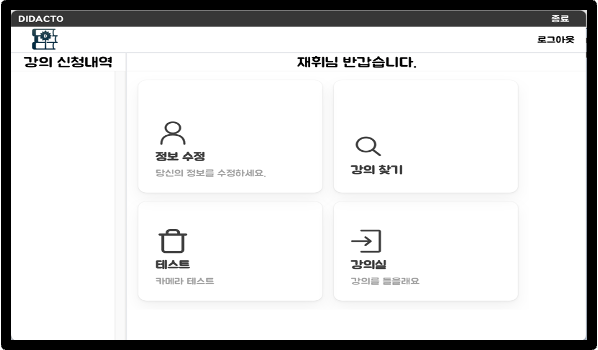 DIDACTO
종료
로그아웃
강의 신청내역
재휘님 반갑습니다.
정보 수정
당신의 정보를 수정하세요.
강의 찾기
테스트
카메라 테스트
강의실
강의를 들을래요